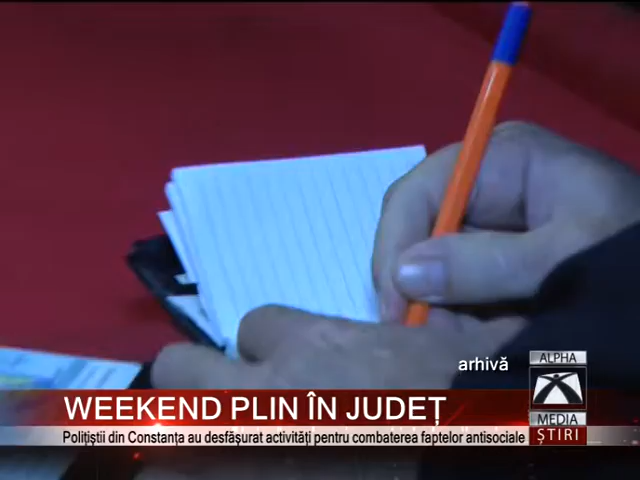 arhivă
ALPHA
MEDIA
ȘTIRI
WEEKEND PLIN ÎN JUDEȚ
Polițiștii din Constanța au desfășurat activități pentru combaterea faptelor antisociale